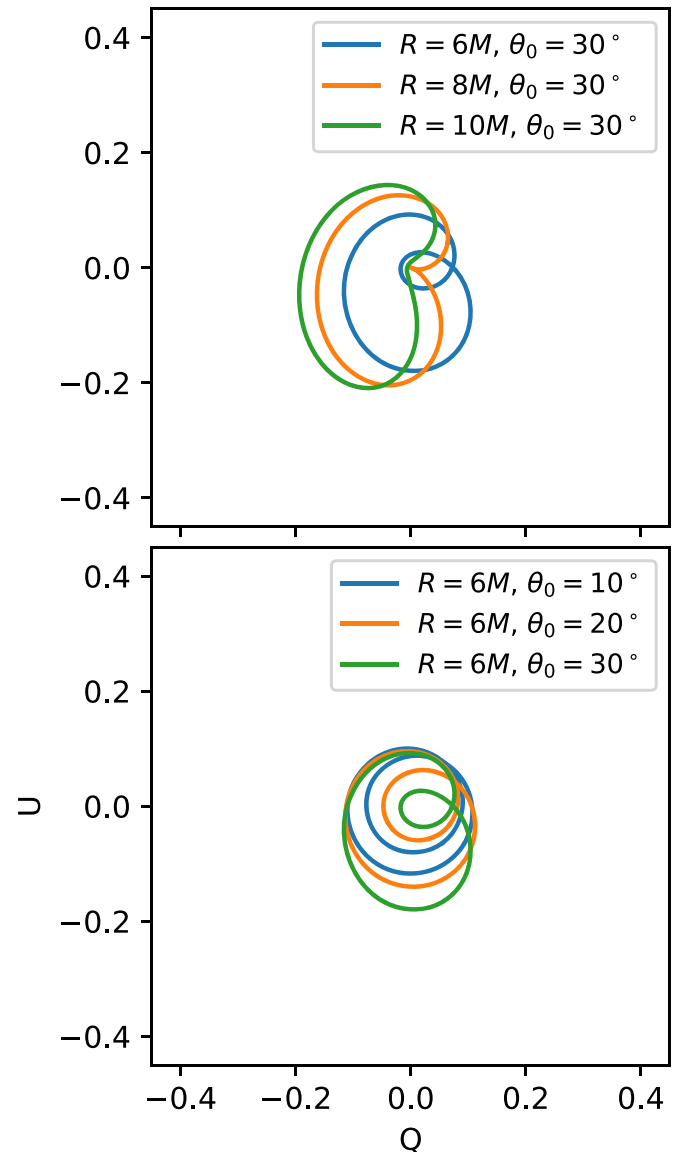 0.4
0.2
0.0
−0.2
−0.4
R = 6M, θ₀ = 30°
R = 8M, θ₀ = 30°
R = 10M, θ₀ = 30°
0.4
0.2
0.0
−0.2
−0.4
U
R = 6M, θ₀ = 10°
R = 6M, θ₀ = 20°
R = 6M, θ₀ = 30°
−0.4 −0.2 0.0 0.2 0.4
Q